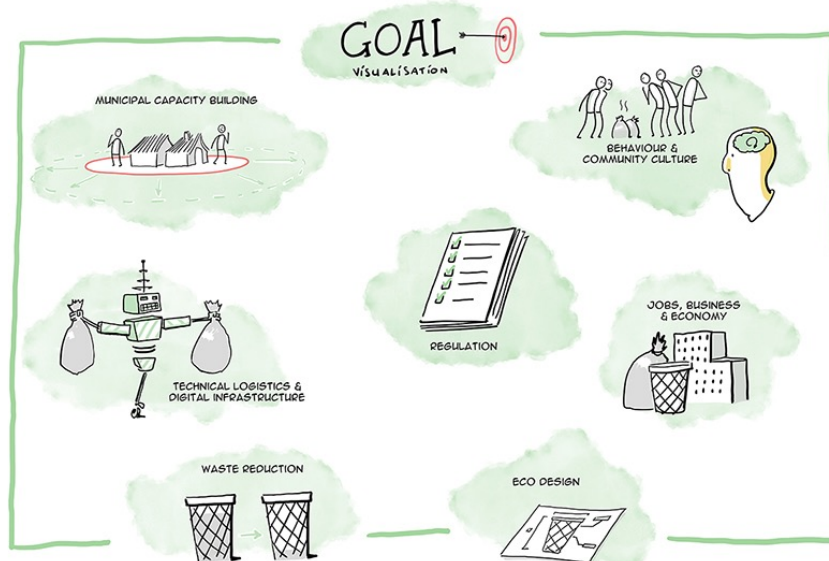 GOAL
VISUALISATION
MUNICIPAL CAPACITY BUILDING
BEHAVIOUR &
COMMUNITY CULTURE
REGULATION
JOBS, BUSINESS
& ECONOMY
TECHNICAL LOGISTICS &
DIGITAL INFRASTRUCTURE
WASTE REDUCTION
ECO DESIGN